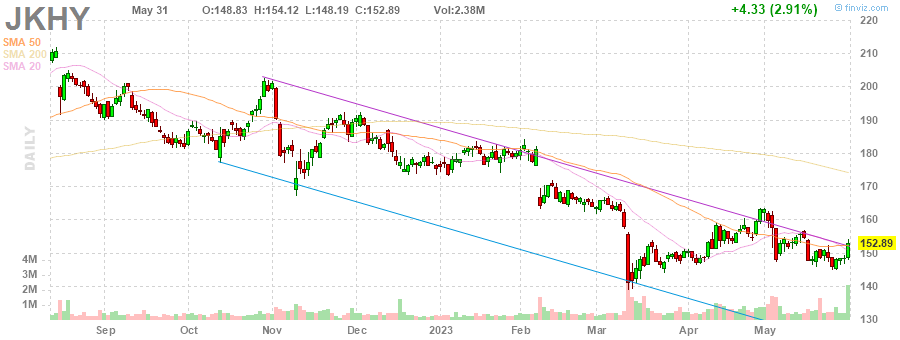 JKHY May 31 O:148.83 H:154.12 L:148.19 C:152.89 Vol:2.38M +4.33 (2.91%) @ finviz.com
SMA 50
SMA 200
SMA 20
DAILY
220
210
200
190
180
170
160
152.89
150
140
130
4M
3M
2M
1M
Sep Oct Nov Dec 2023 Feb Mar Apr May